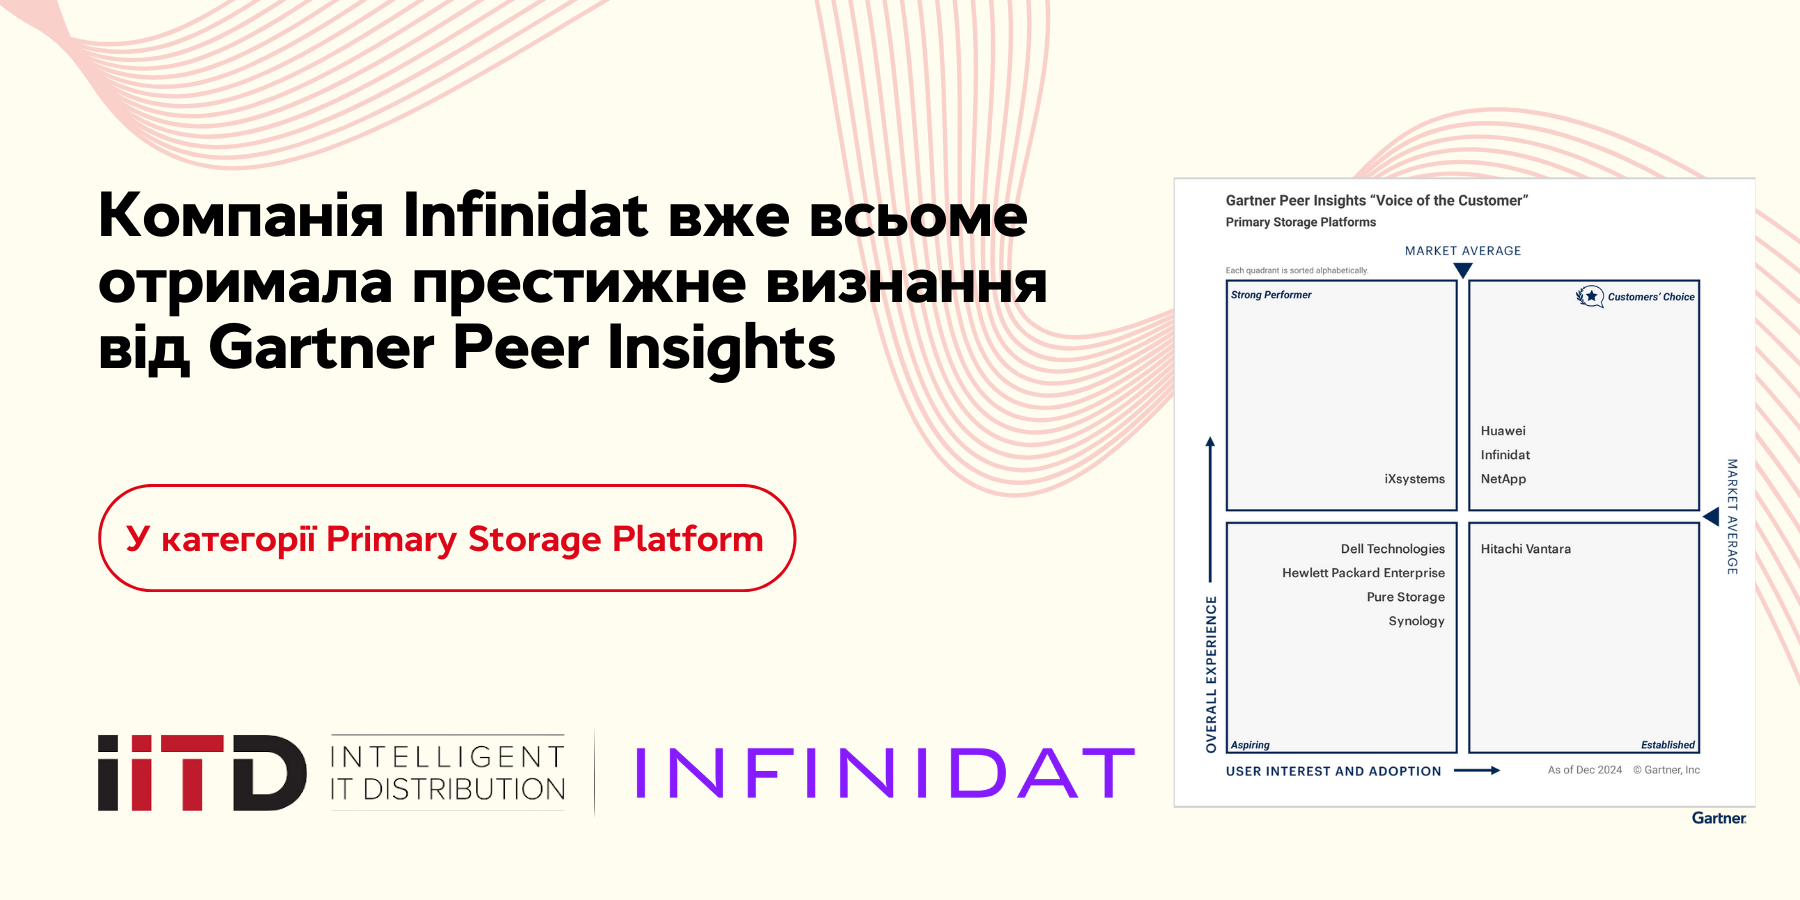 Компанія Infinidat вже всьоме
отримала престижне визнання
від Gartner Peer Insights
У категорії Primary Storage Platform
iiTD
INTELLIGENT
IT DISTRIBUTION
INFINIDAT
Gartner Peer Insights “Voice of the Customer”
Primary Storage Platforms
MARKET AVERAGE
Each quadrant is sorted alphabetically.
Strong Performer
Customers’ Choice
Huawei
Infinidat
iXsystems
NetApp
MARKET AVERAGE
Dell Technologies
Hewlett Packard Enterprise
Pure Storage
Synology
Hitachi Vantara
OVERALL EXPERIENCE
Aspiring
Established
USER INTEREST AND ADOPTION
As of Dec 2024 © Gartner, Inc
Gartner